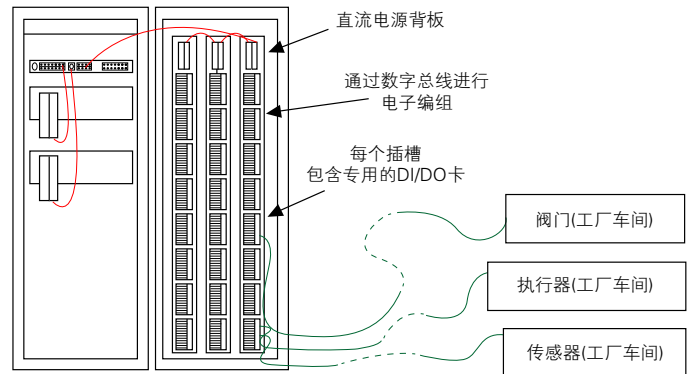 直流电源背板
通过数字总线进行
电子编组
每个插槽
包含专用的DI/DO卡
阀门(工厂车间)
执行器(工厂车间)
传感器(工厂车间)